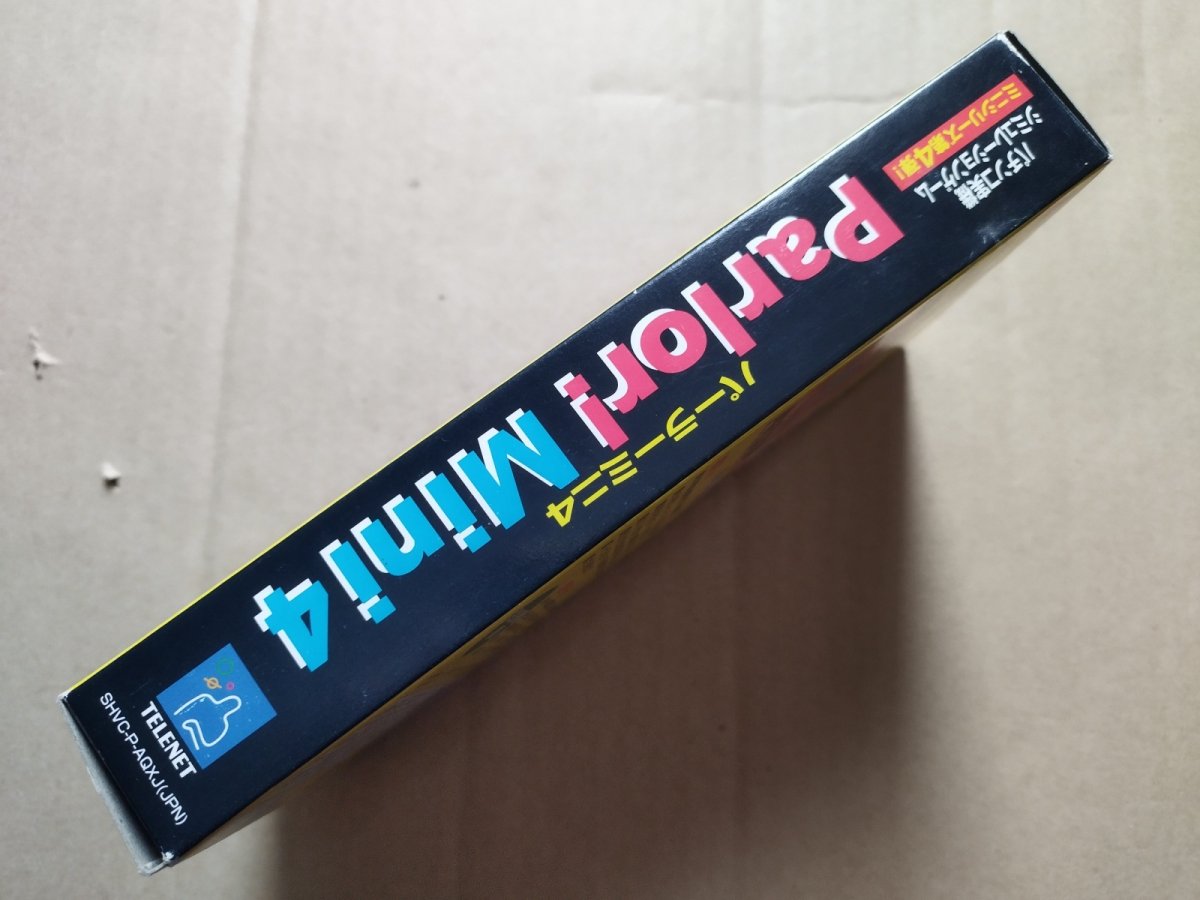 パチンコ実機
シミュレーションゲーム
ミニシリーズ第4弾!
Parlor! Mini 4
パーラーミニ4
TELENET
SHVC-P-AQXJ(JPN)